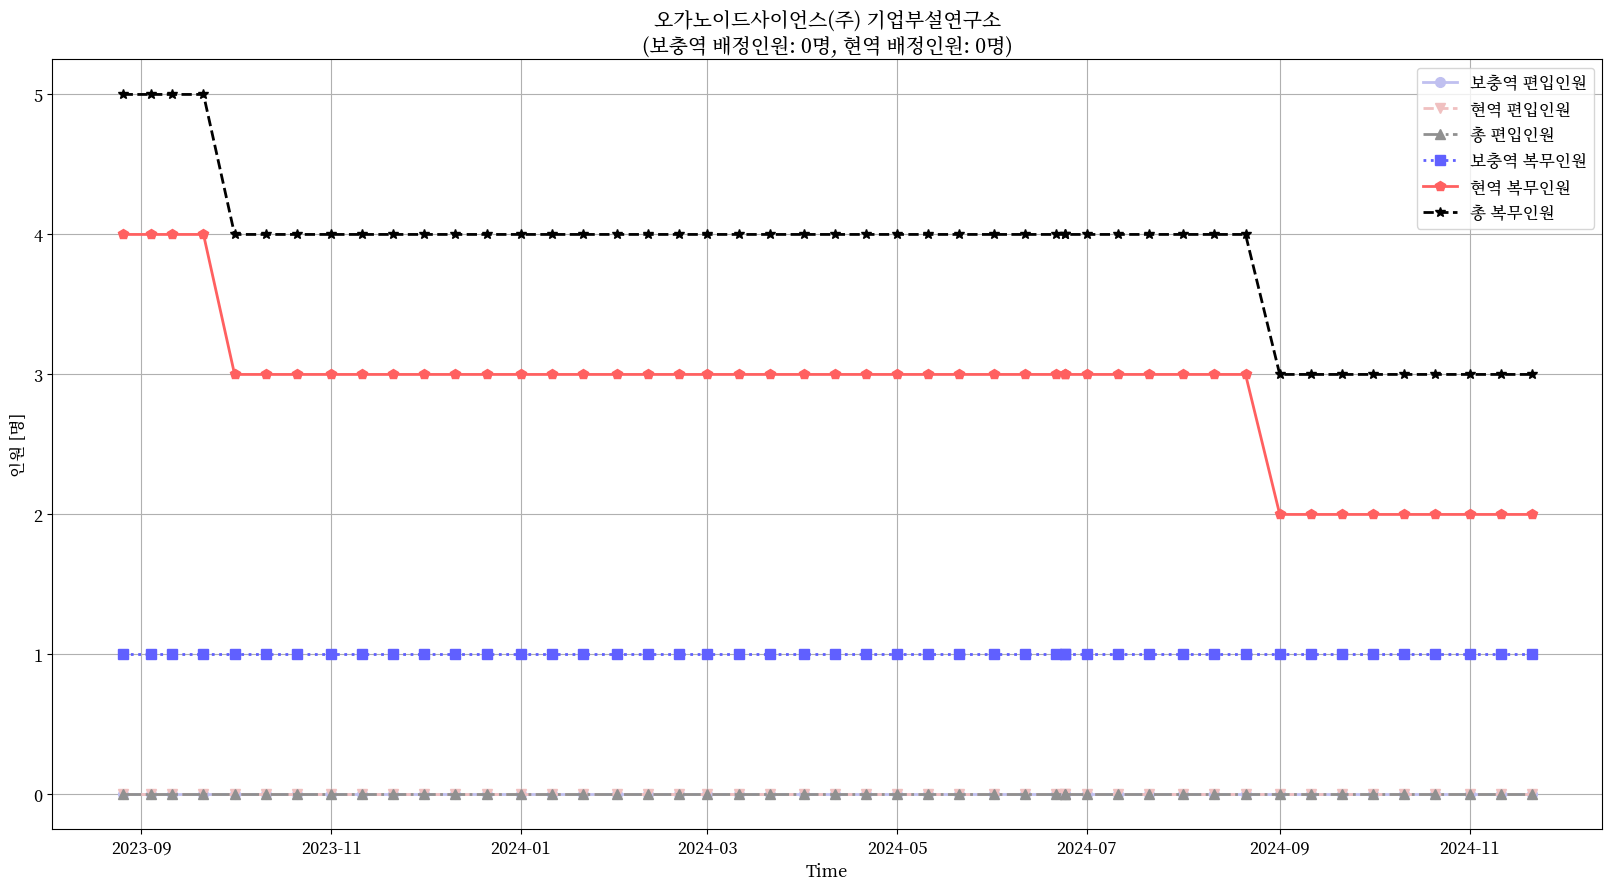 오가노이드사이언스(주) 기업부설연구소
(보충역 배정인원: 0명, 현역 배정인원: 0명)
보충역 편입인원
현역 편입인원
총 편입인원
보충역 복무인원
현역 복무인원
총 복무인원
인원 [명]
5
4
3
2
1
0
2023-09
2023-11
2024-01
2024-03
2024-05
2024-07
2024-09
2024-11
Time